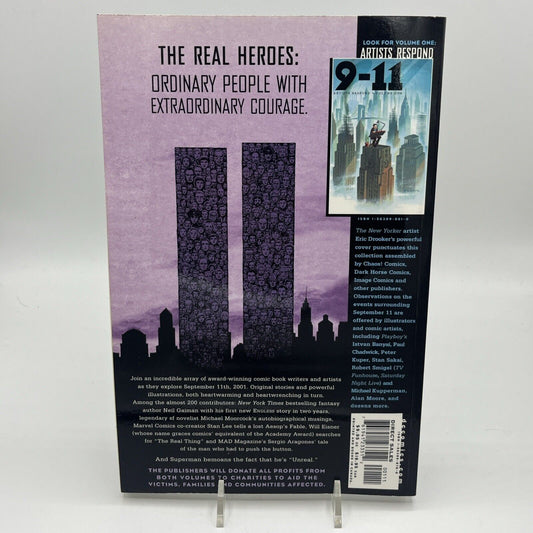 THE REAL HEROES:
ORDINARY PEOPLE WITH
EXTRAORDINARY COURAGE.
LOOK FOR VOLUME ONE:
ARTISTS RESPOND
9-11
ISBN 1-56389-881-0
The New Yorker artist
Eric Drooker's powerful
cover punctuates this
collection assembled
by Chaos! Comics,
Dark Horse Comics,
Image Comics and
other publishers.
Observations on the
events surrounding
September 11 are
offered by illustrators
and comic artists,
including Playboy's
Istvan Banyai, Paul
Chadwick, Peter
Kuper, Stan Sakai,
Robert Smigel (TV
Funhouse, Saturday
Night Live) and
Michael Kupperman,
Alan Moore, and
dozens more.
Join an incredible array of award-winning comic book writers and artists
as they explore September 11th, 2001. Original stories and powerful
illustrations, both heartwarming and heartwrenching in turn.
Among the almost 200 contributors: New York Times bestselling fantasy
author Neil Gaiman with his first new ENDLESS story in two years,
legendary sf novelist Michael Moorcock's autobiographical musings,
Marvel Comics co-creator Stan Lee tells a lost Aesop's Fable, Will Eisner
(whose name graces comics' equivalent of the Academy Award) searches
for "The Real Thing" and MAD Magazine's Sergio Aragones' tale
of the man who had to push the button.
And Superman bemoans the fact that he's "Unreal."
THE PUBLISHERS WILL DONATE ALL PROFITS FROM
BOTH VOLUMES TO CHARITIES TO AID THE
VICTIMS, FAMILIES AND COMMUNITIES AFFECTED.
00111